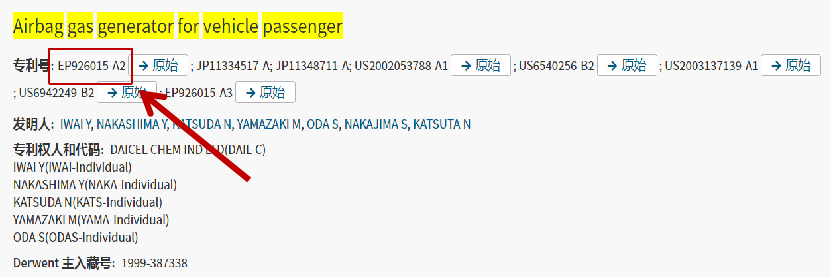 Airbag gas generator for vehicle passenger
专利号: EP926015 A2 → 原始 ; JP11334517 A; JP11348711 A; US2002053788 A1 → 原始 ; US6540256 B2 → 原始 ; US2003137139 A1 → 原始
; US6942249 B2 → 原始 ; EP926015 A3 → 原始
发明人: IWAI Y, NAKASHIMA Y, KATSUDA N, YAMAZAKI M, ODA S, NAKAJIMA S, KATSUTA N
专利权人和代码: DAICEL CHEM IND LTD(DAIL C)
IWAI Y(IWAI-Individual)
NAKASHIMA Y(NAKA-Individual)
KATSUDA N(KATS-Individual)
YAMAZAKI M(YAMA-Individual)
ODA S(ODAS-Individual)
Derwent 主入藏号: 1999-387338